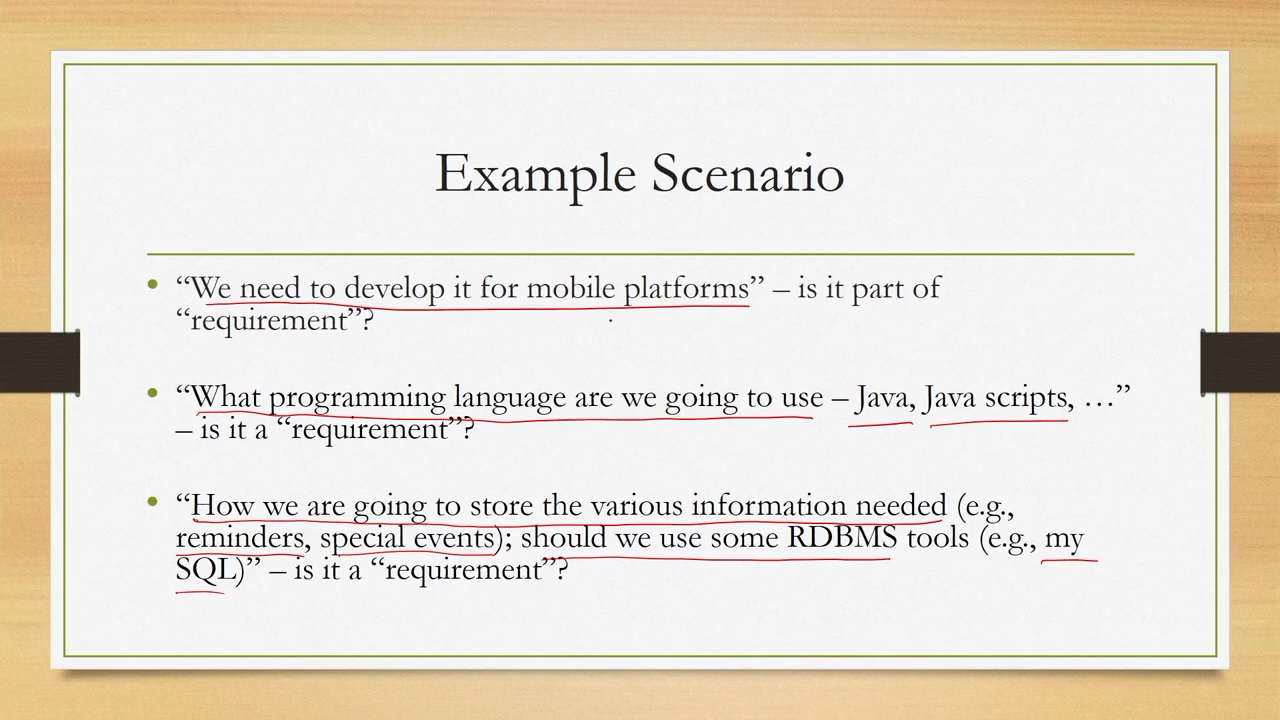 Example Scenario
• “We need to develop it for mobile platforms” – is it part of
“requirement”?
• “What programming language are we going to use – Java, Java scripts, …”
– is it a “requirement”?
• “How we are going to store the various information needed (e.g.,
reminders, special events); should we use some RDBMS tools (e.g., my
SQL)” – is it a “requirement”?